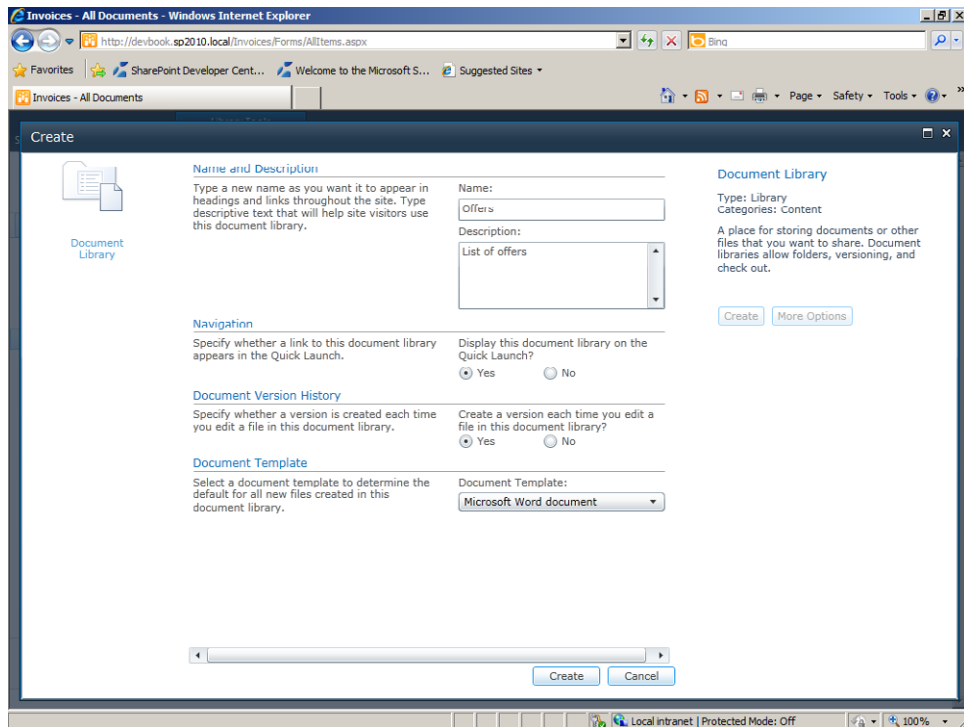 Invoices - All Documents - Windows Internet Explorer
http://devbook.sp2010.local/Invoices/Forms/AllItems.aspx
Bing
Favorites
SharePoint Developer Cent...
Welcome to the Microsoft S...
Suggested Sites
Invoices - All Documents
Page
Safety
Tools
Create
Document
Library
Name and Description
Type a new name as you want it to appear in
headings and links throughout the site. Type
descriptive text that will help site visitors use
this document library.
Name:
Offers
Description:
List of offers
Navigation
Specify whether a link to this document library
appears in the Quick Launch.
Display this document library on the
Quick Launch?
Yes
No
Document Version History
Specify whether a version is created each time
you edit a file in this document library.
Create a version each time you edit a
file in this document library?
Yes
No
Document Template
Select a document template to determine the
default for all new files created in this
document library.
Document Template:
Microsoft Word document
Document Library
Type: Library
Categories: Content
A place for storing documents or other
files that you want to share. Document
libraries allow folders, versioning, and
check out.
Create
More Options
Create
Cancel
Local intranet | Protected Mode: Off
100%